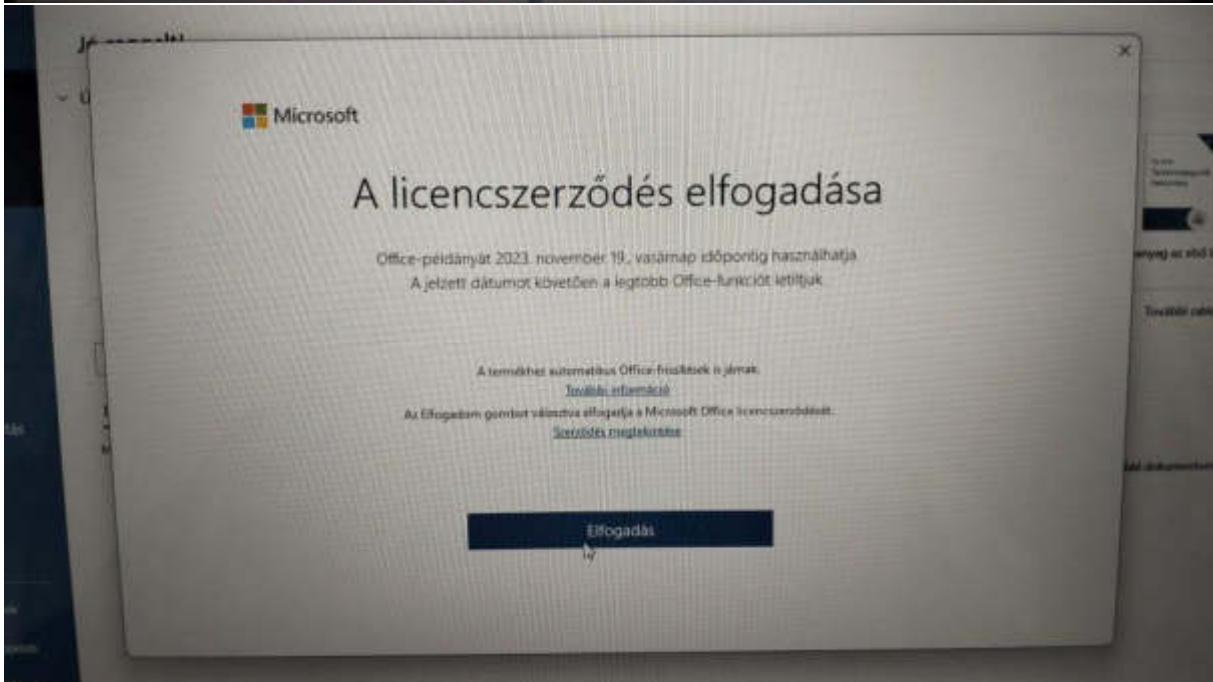 Microsoft
A licencszerződés elfogadása
Office-példányát 2023. november 19., vasárnap időpontig használhatja
A jelzett dátumot követően a legtöbb Office-funkciót letiltjuk
A termékhez automatikus Office-frissítések is járnak.
További információ
Az Elfogadom gombot választva elfogadja a Microsoft Office licencszerződését.
Szerződés megtekintése
Elfogadás
További